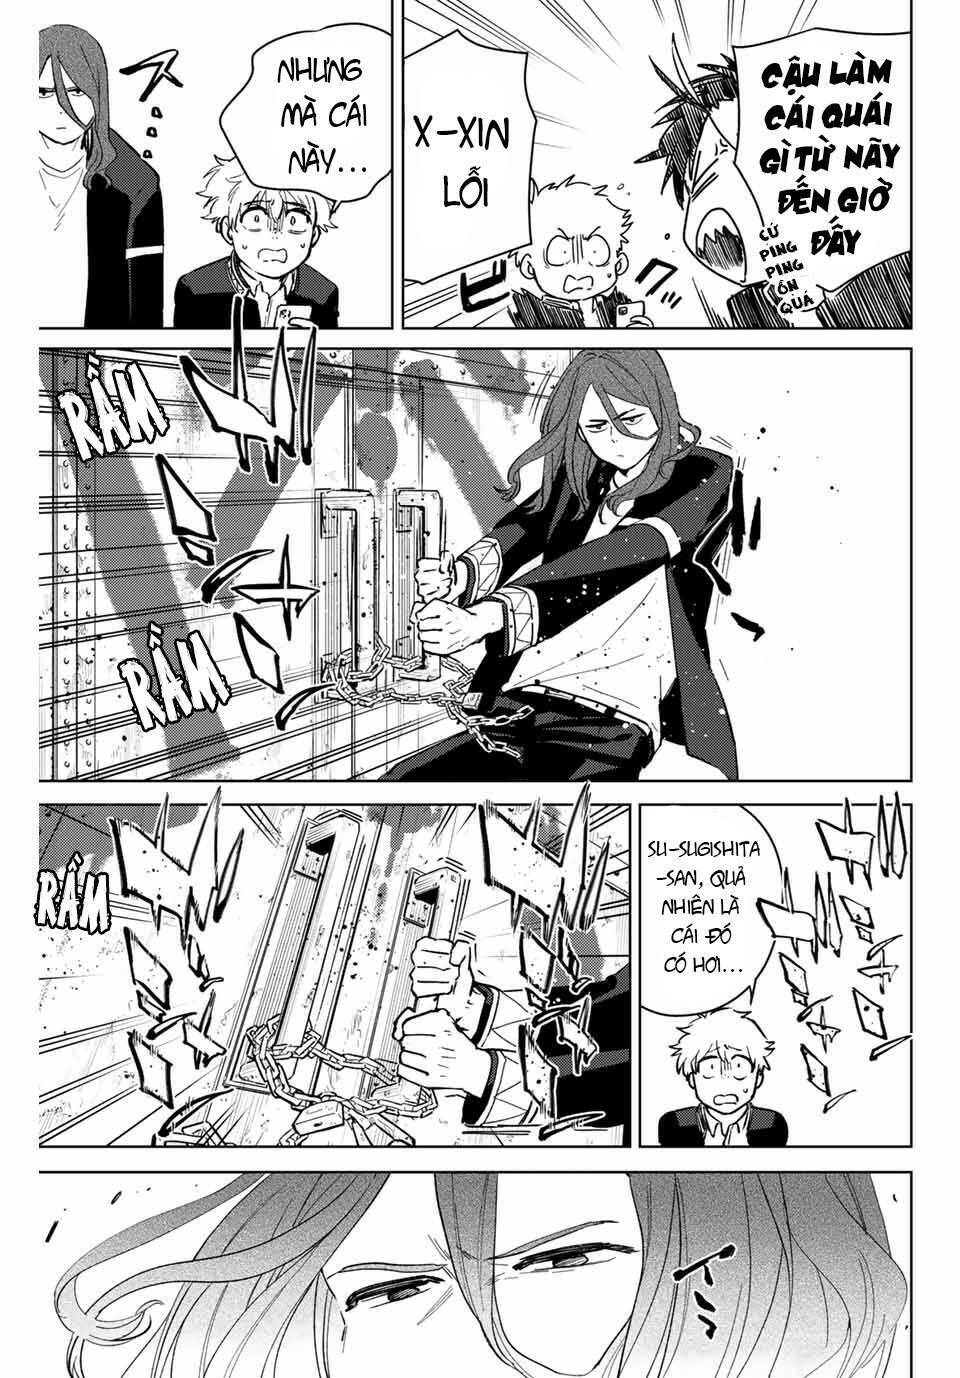 CẬU LÀM
CÁI QUÁI
GÌ TỪ NÃY
ĐẾN GIỜ
ĐẤY
CỨ
PING
PING
ỒN
QUÁ
X-XIN
LỖI
NHƯNG
MÀ CÁI
NÀY...
RẦM
RẦM
SU-SUGISHITA
-SAN, QUẢ
NHIÊN LÀ
CÁI ĐÓ
CÓ HƠI...
RẦM